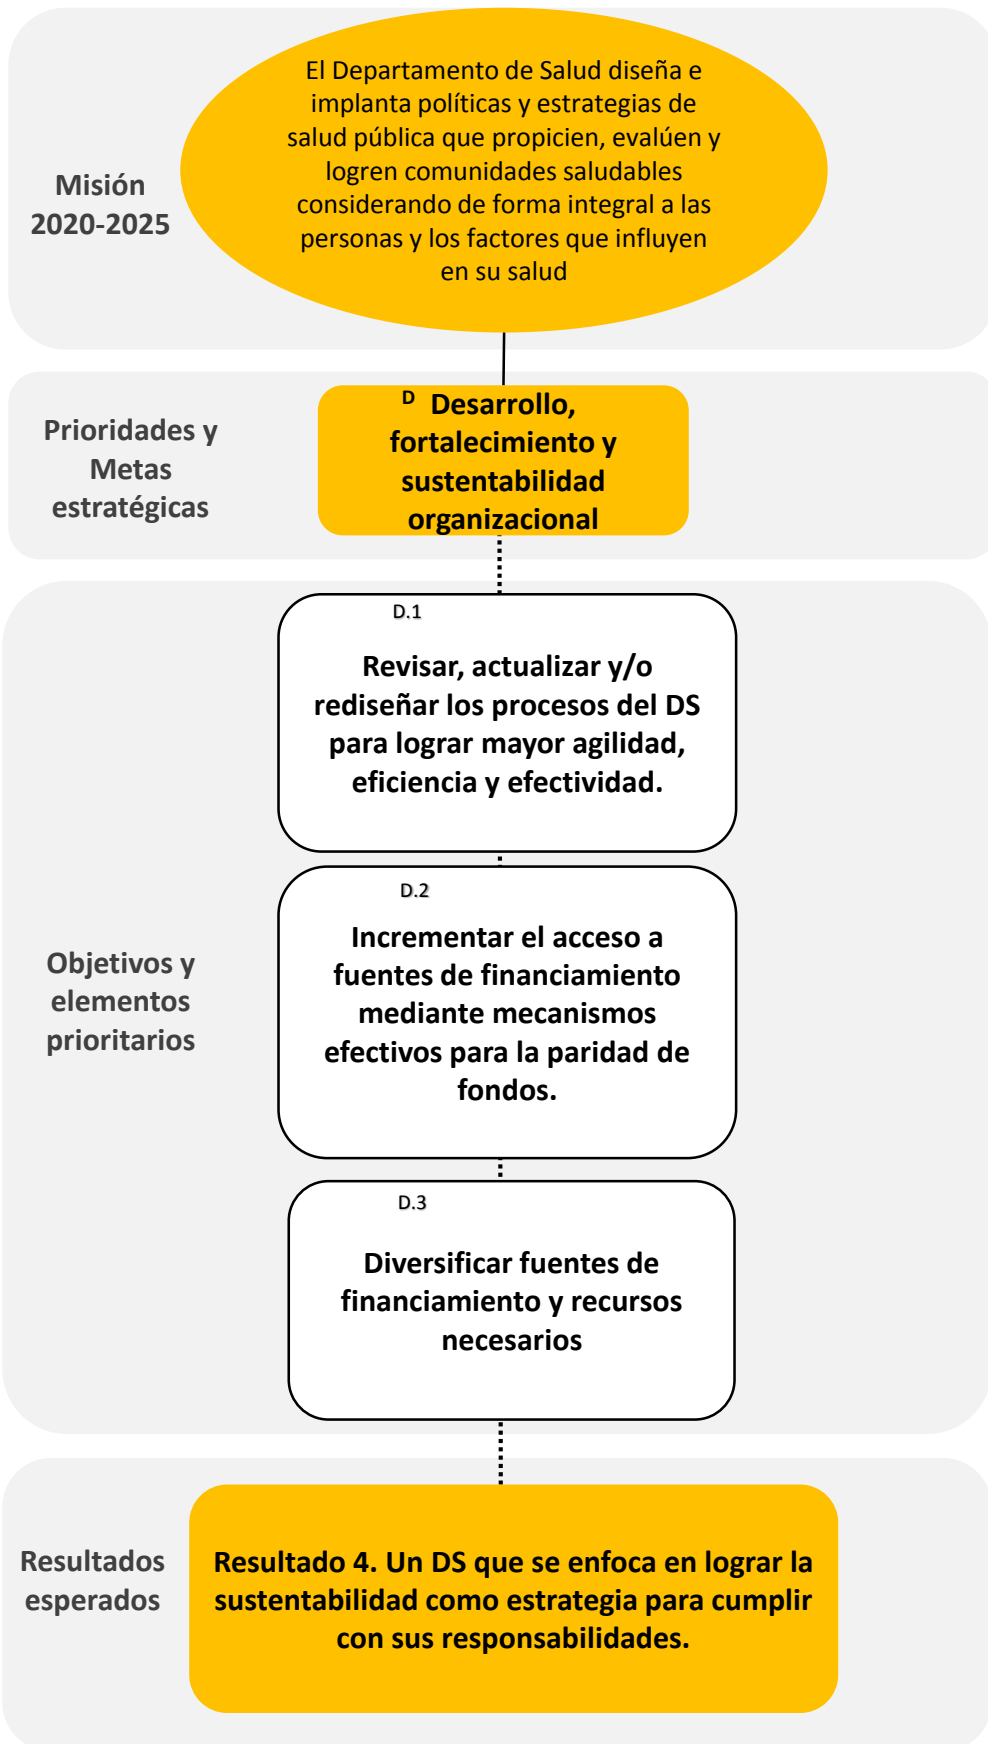 El Departamento de Salud diseña e
implanta políticas y estrategias de
salud pública que propicien, evalúen y
logren comunidades saludables
considerando de forma integral a las
personas y los factores que influyen
en su salud
Misión
2020-2025
D Desarrollo,
fortalecimiento y
sustentabilidad
organizacional
Prioridades y
Metas
estratégicas
D.1
Revisar, actualizar y/o
rediseñar los procesos del DS
para lograr mayor agilidad,
eficiencia y efectividad.
D.2
Incrementar el acceso a
fuentes de financiamiento
mediante mecanismos
efectivos para la paridad de
fondos.
Objetivos y
elementos
prioritarios
D.3
Diversificar fuentes de
financiamiento y recursos
necesarios
Resultados
esperados
Resultado 4. Un DS que se enfoca en lograr la
sustentabilidad como estrategia para cumplir
con sus responsabilidades.